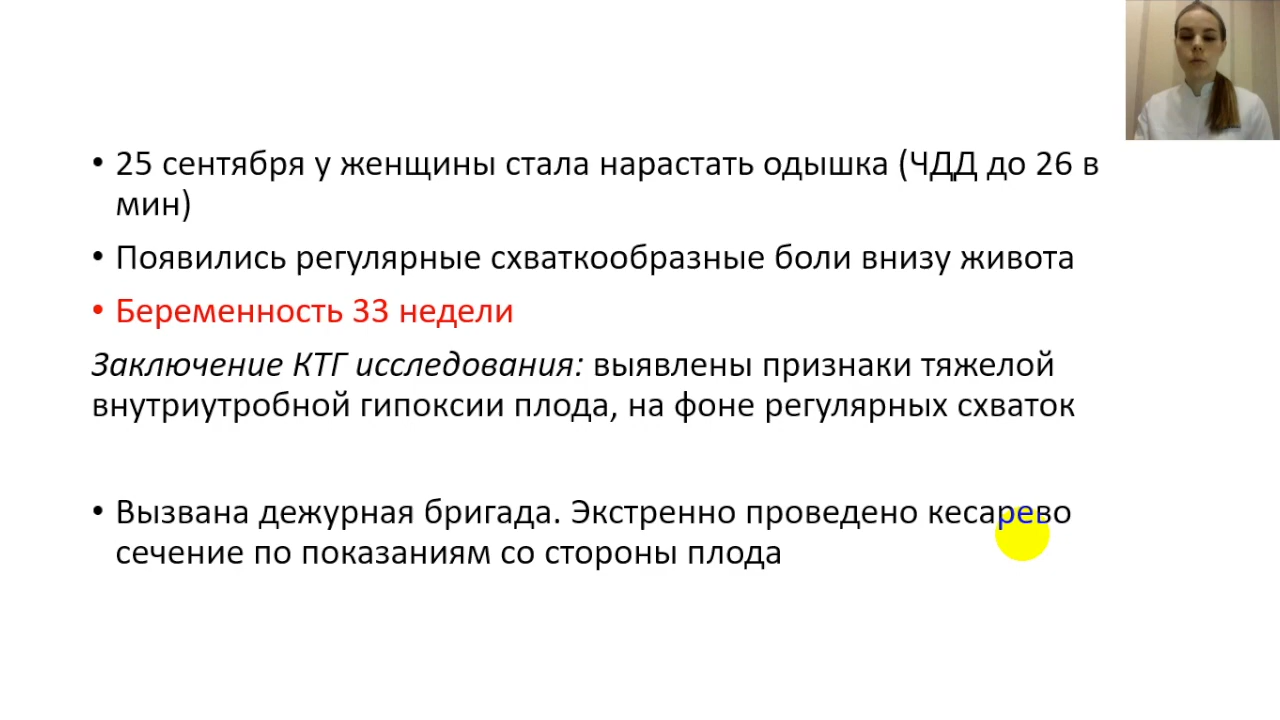 • 25 сентября у женщины стала нарастать одышка (ЧДД до 26 в
мин)
• Появились регулярные схваткообразные боли внизу живота
• Беременность 33 недели
Заключение КТГ исследования: выявлены признаки тяжелой
внутриутробной гипоксии плода, на фоне регулярных схваток
• Вызвана дежурная бригада. Экстренно проведено кесарево
сечение по показаниям со стороны плода